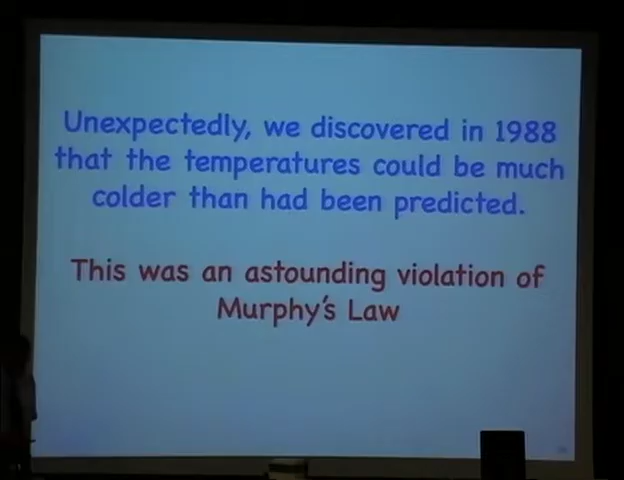 Unexpectedly, we discovered in 1988
that the temperatures could be much
colder than had been predicted.
This was an astounding violation of
Murphy's Law